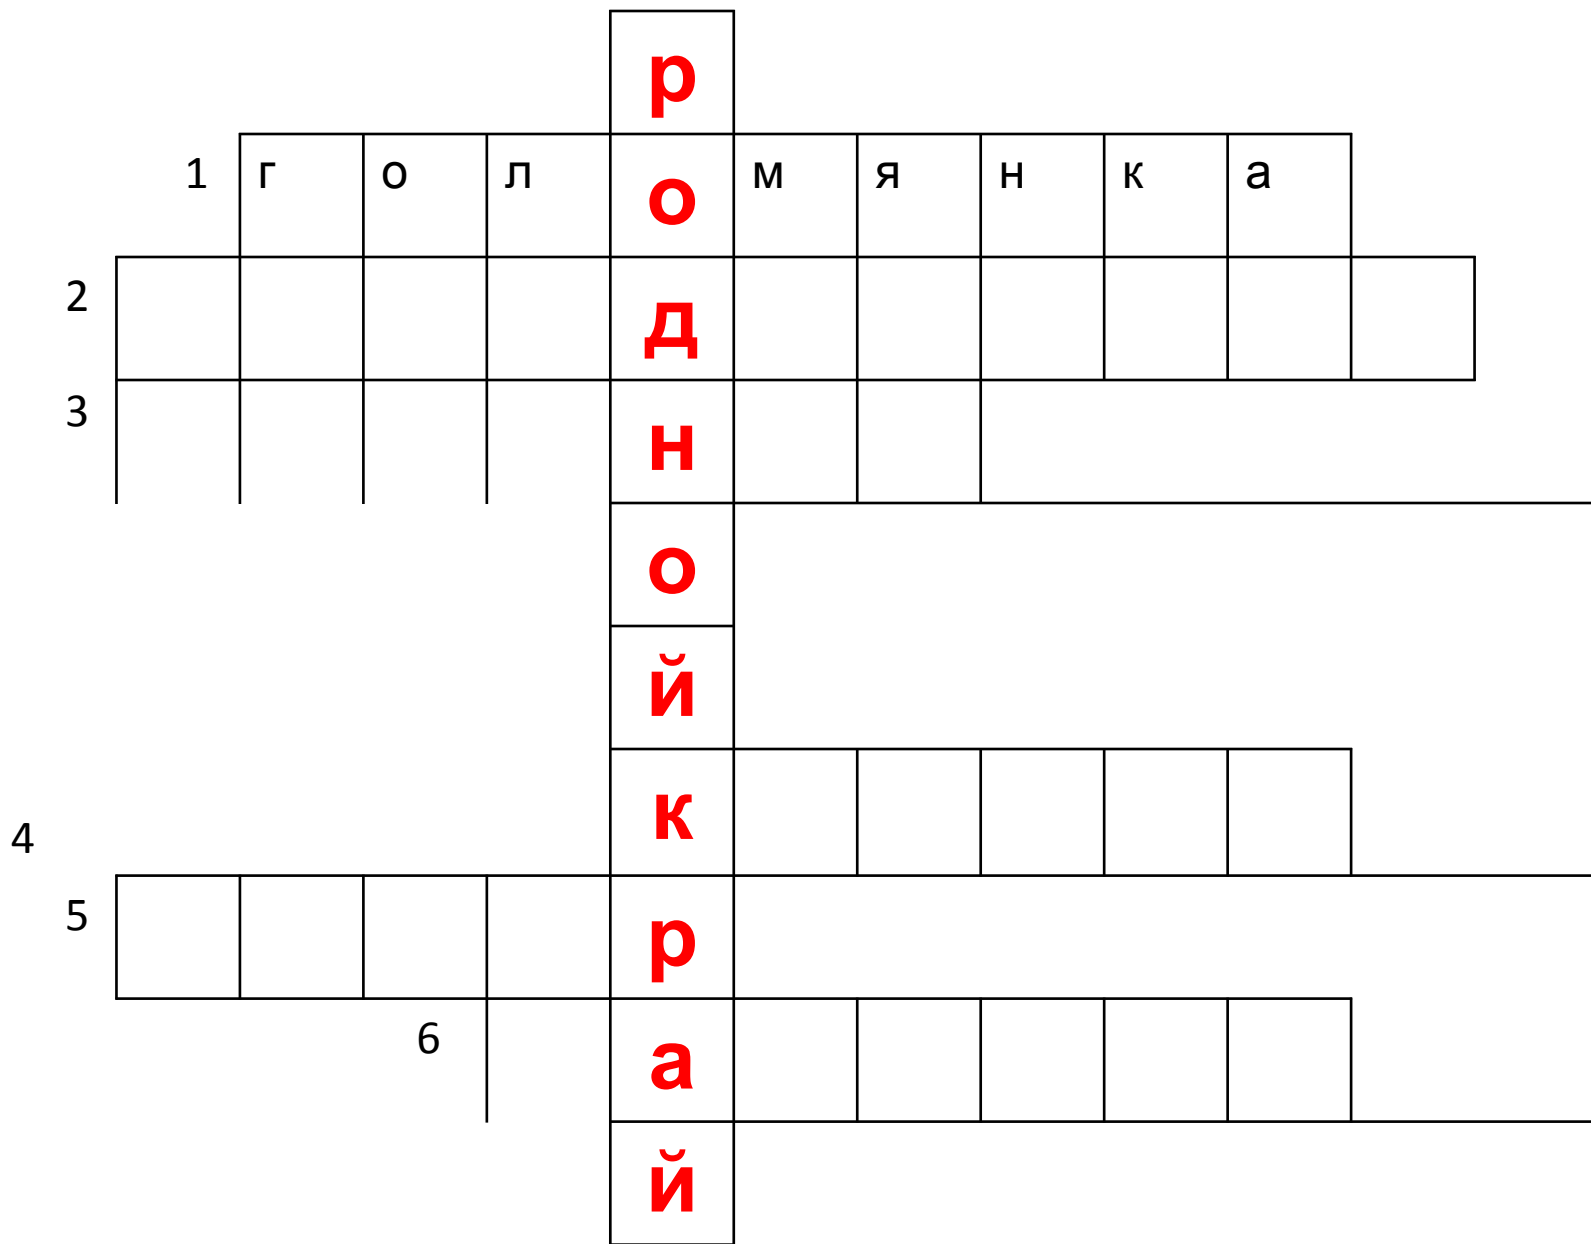 р
1 г о л о м я н к а
2 д
3 н
о
й
4 к
5 р
6 а
й